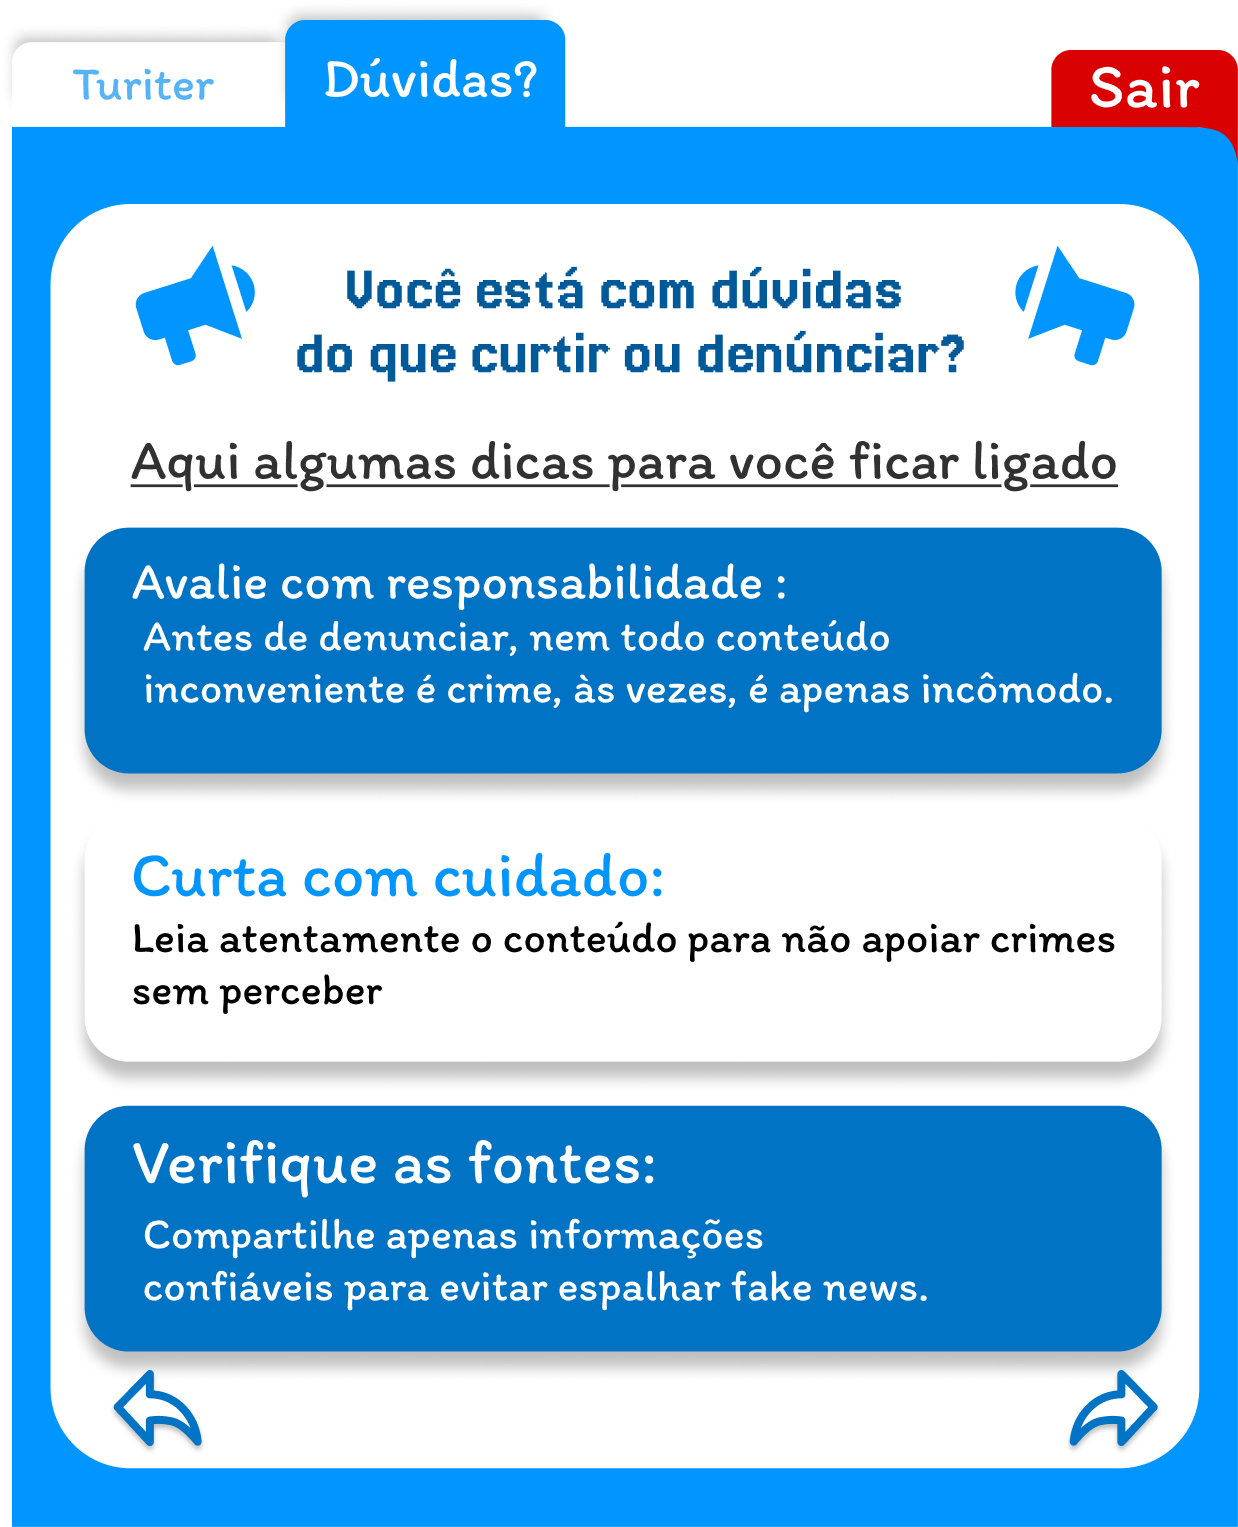 Turiter
Dúvidas?
Sair
Você está com dúvidas
do que curtir ou denúnciar?
Aqui algumas dicas para você ficar ligado
Avalie com responsabilidade :
Antes de denunciar, nem todo conteúdo
inconveniente é crime, às vezes, é apenas incômodo.
Curta com cuidado:
Leia atentamente o conteúdo para não apoiar crimes
sem perceber
Verifique as fontes:
Compartilhe apenas informações
confiáveis para evitar espalhar fake news.